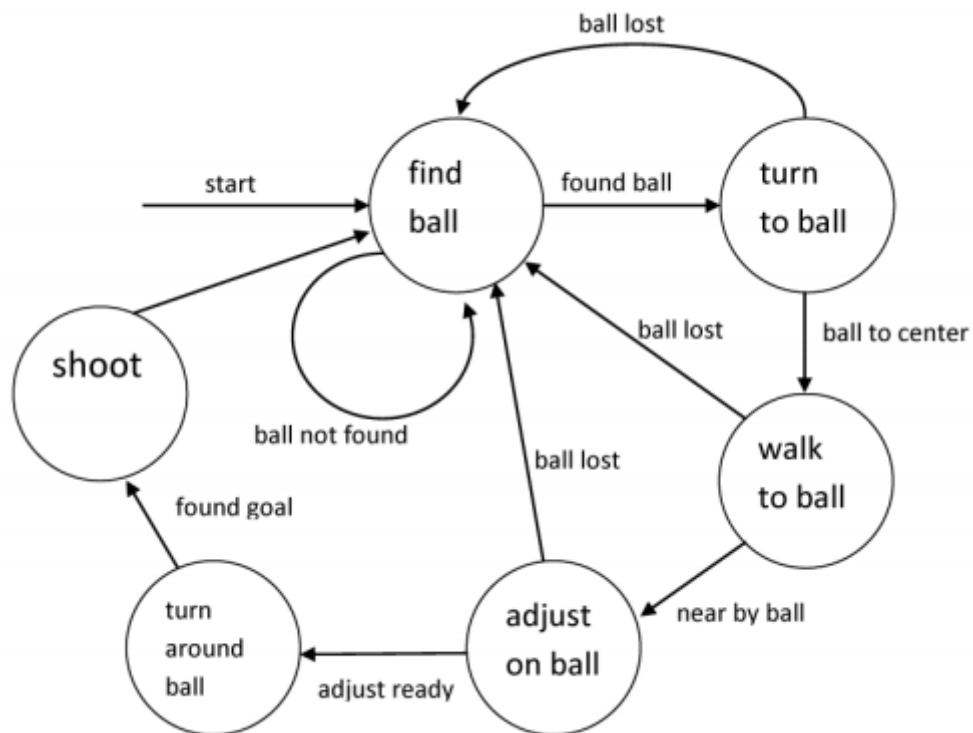 ball lost
find
ball
turn
to ball
start
found ball
shoot
ball lost
ball to center
ball not found
ball lost
walk
to ball
found goal
turn
around
ball
adjust
on ball
near by ball
adjust ready